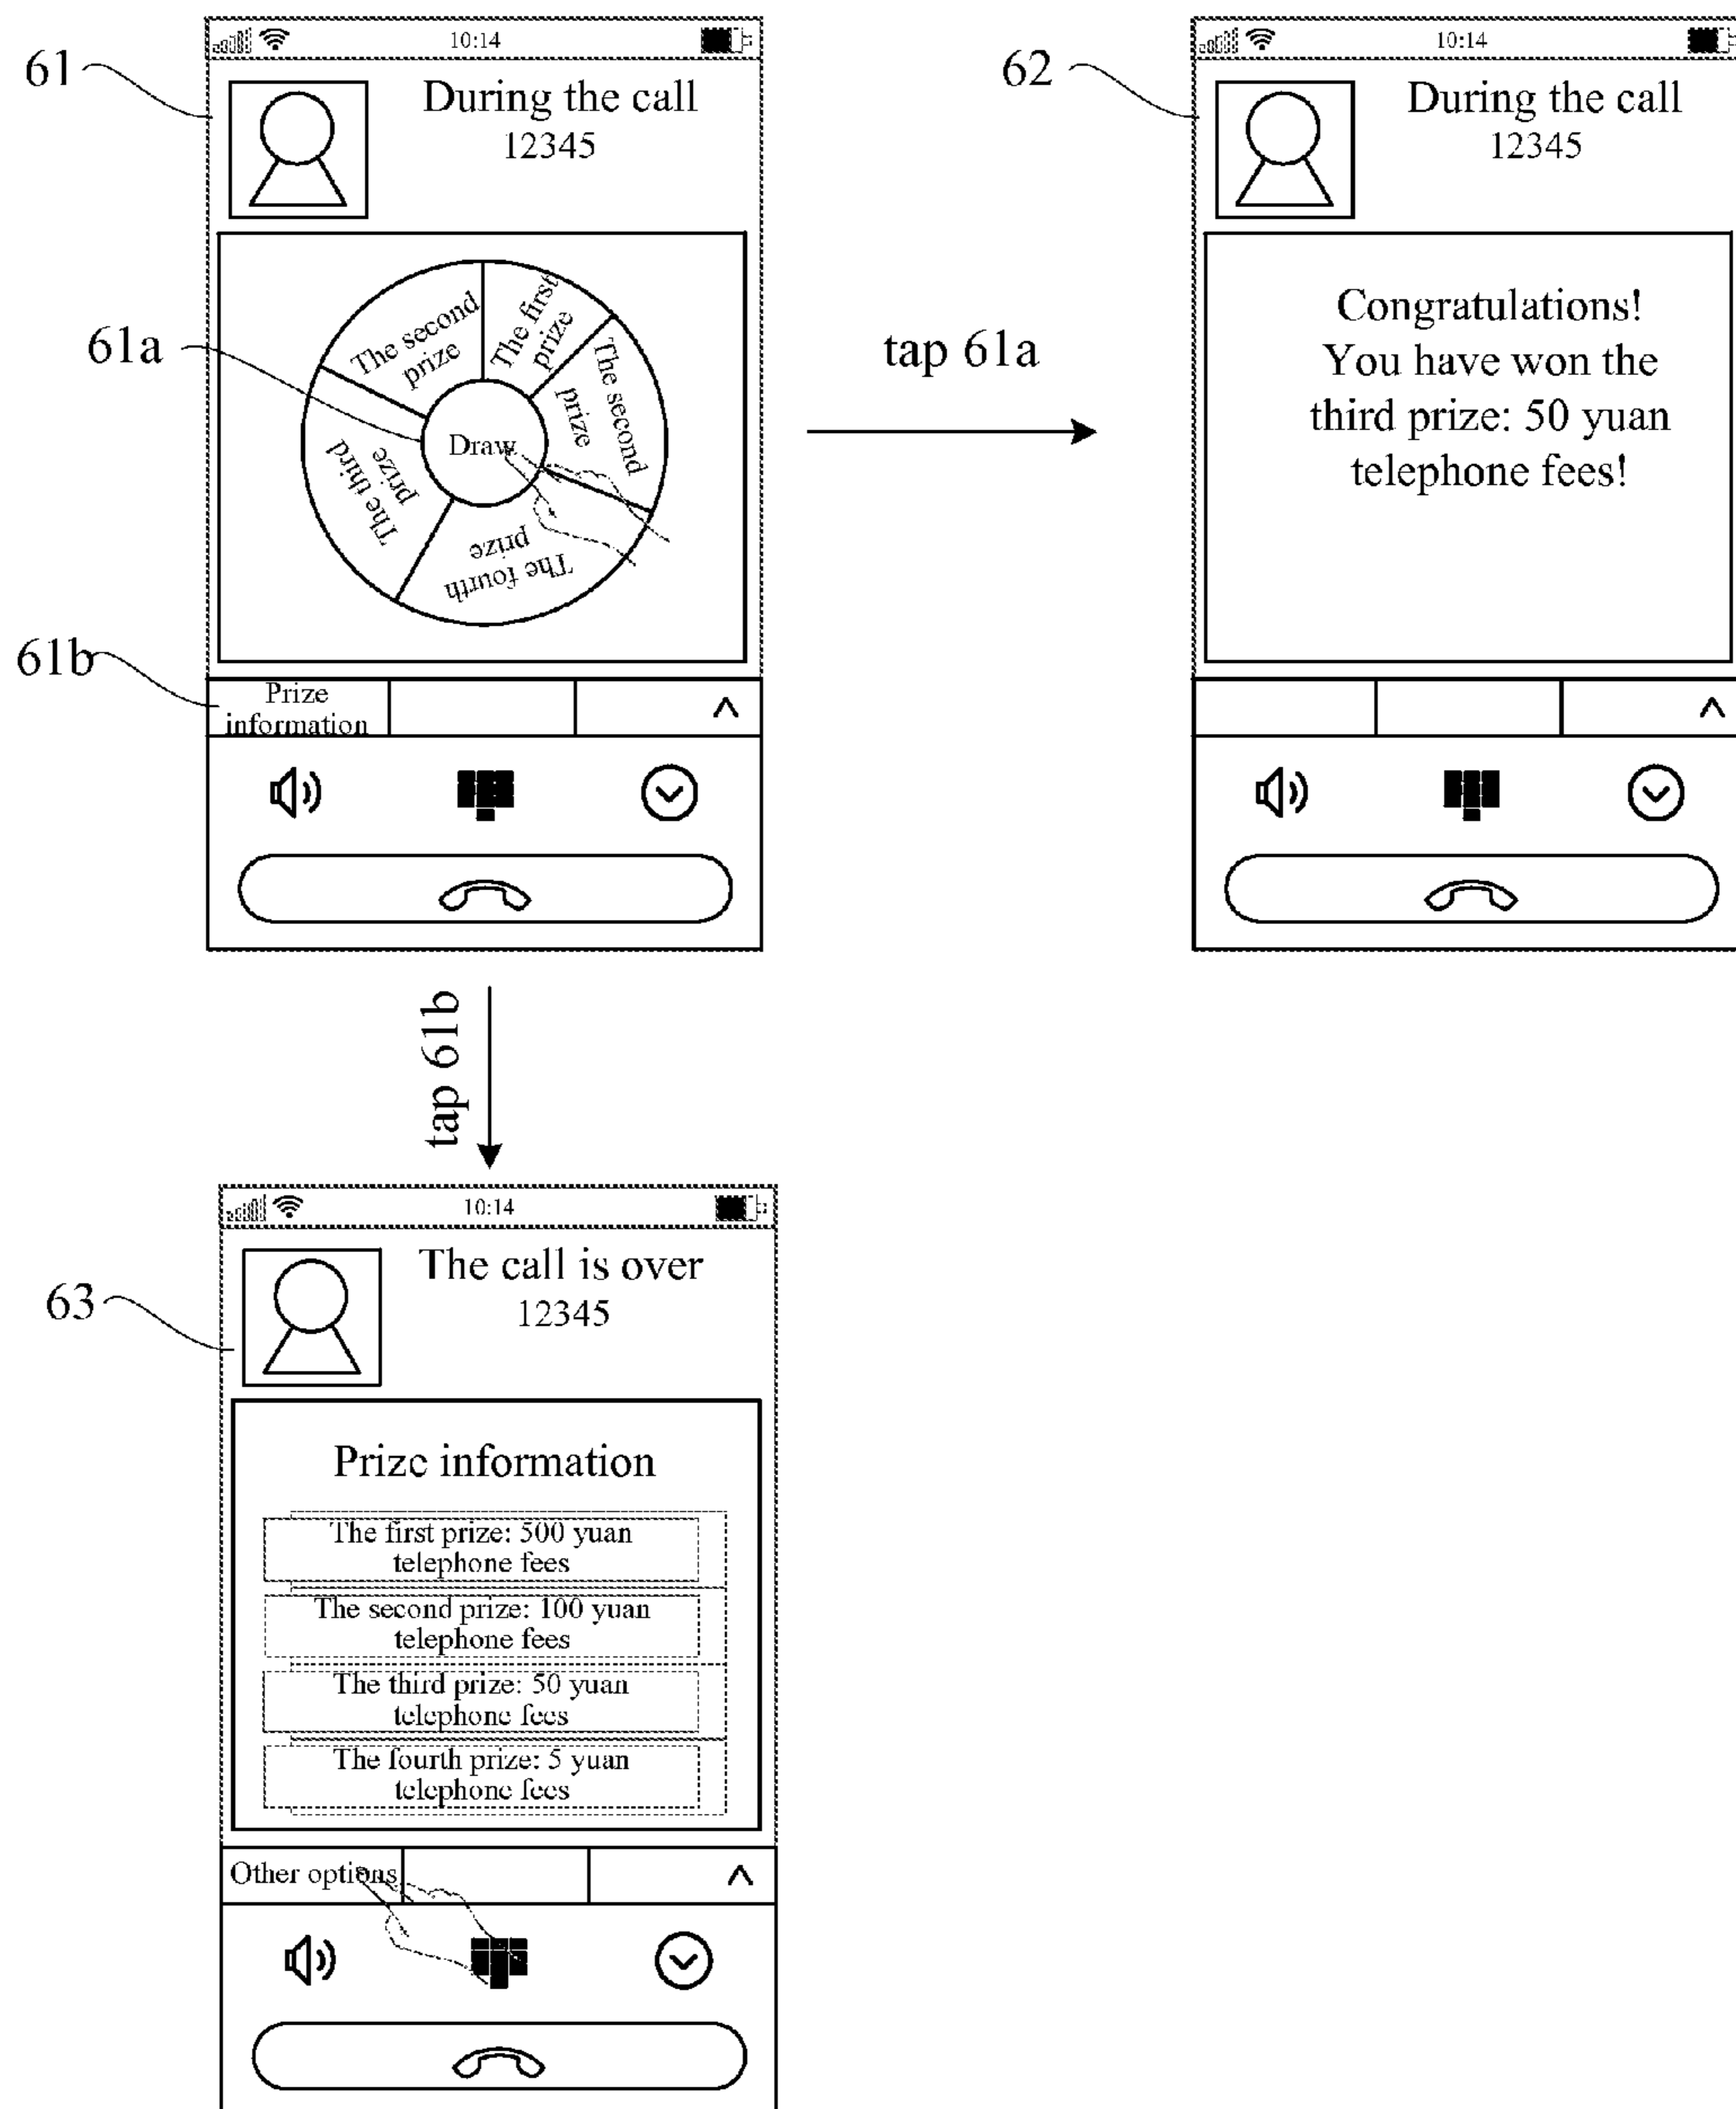 10:14
61
During the call
12345
61a
The second
prize
The first
prize
The second
prize
The third
prize
The fourth
prize
Draw
61b
Prize
information
tap 61a
10:14
62
During the call
12345
Congratulations!
You have won the
third prize: 50 yuan
telephone fees!
tap 61b
10:14
63
The call is over
12345
Prize information
The first prize: 500 yuan
telephone fees
The second prize: 100 yuan
telephone fees
The third prize: 50 yuan
telephone fees
The fourth prize: 5 yuan
telephone fees
Other options